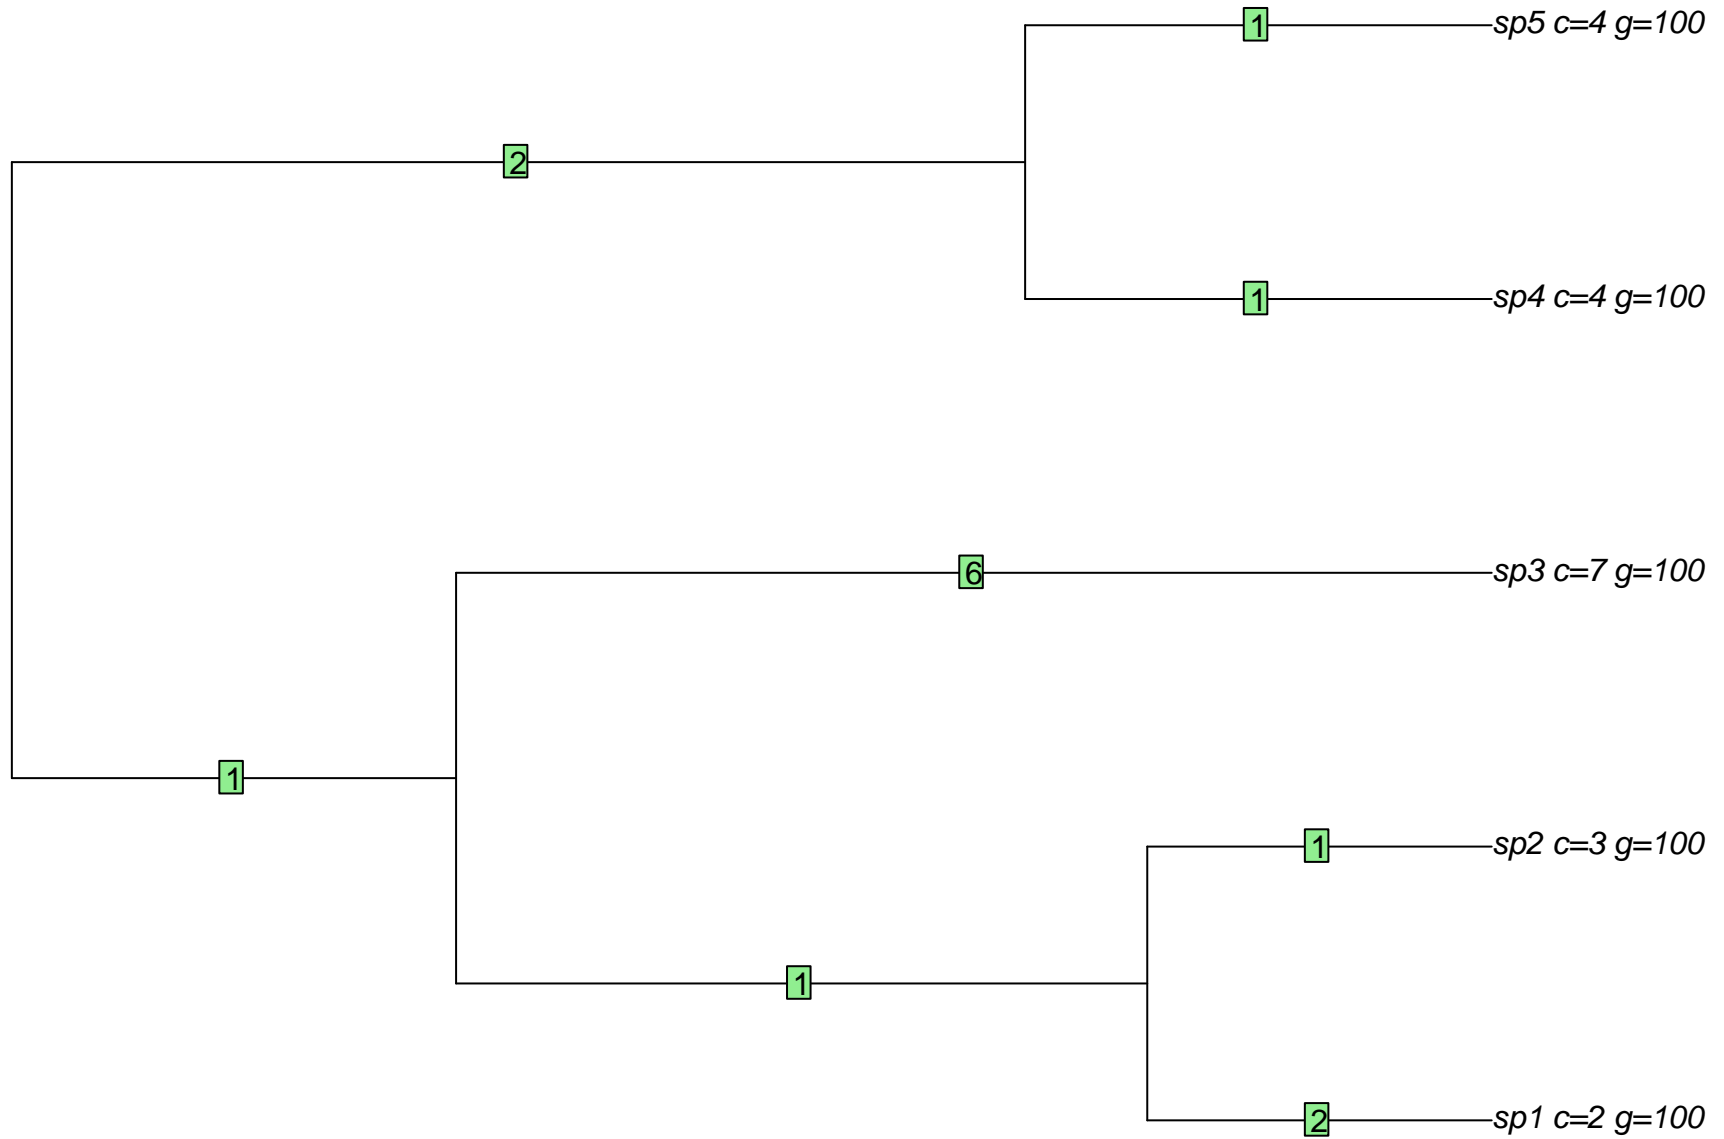 1 sp5 c=4 g=100
2
1 sp4 c=4 g=100
6 sp3 c=7 g=100
1
1 sp2 c=3 g=100
1
2 sp1 c=2 g=100